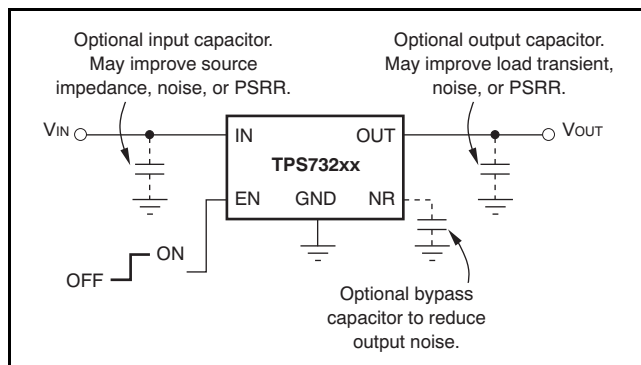 Optional input capacitor.
May improve source
impedance, noise, or PSRR.
Optional output capacitor.
May improve load transient,
noise, or PSRR.
VIN
IN
OUT
VOUT
TPS732xx
EN
GND
NR
OFF
ON
Optional bypass
capacitor to reduce
output noise.